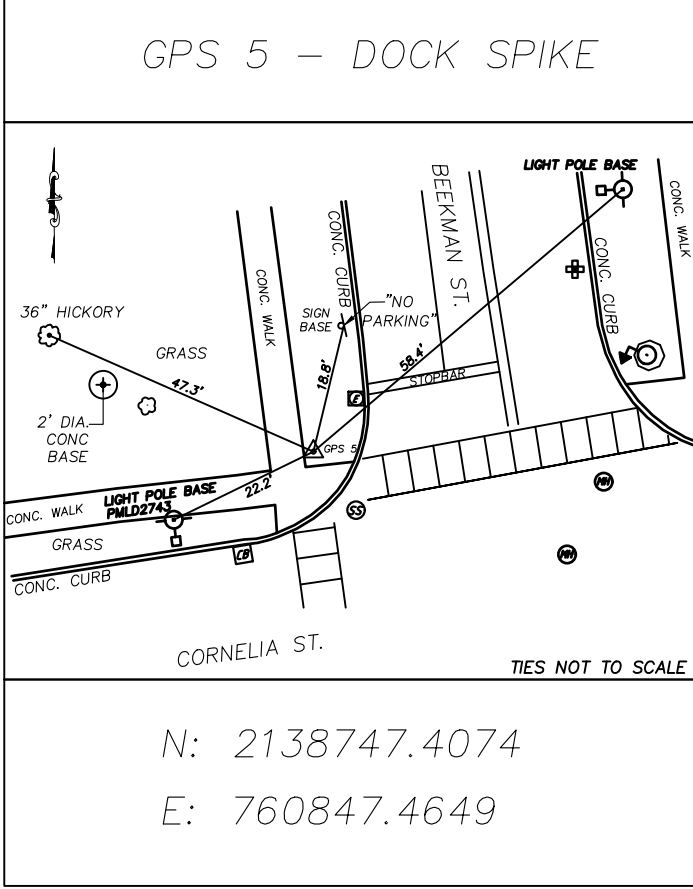 GPS 5 - DOCK SPIKE
LIGHT POLE BASE
BEEKMAN ST.
CONC. WALK
CONC. CURB
CONC. CURB
CONC. WALK
36" HICKORY
SIGN
BASE
"NO
PARKING"
GRASS
47.3'
18.8'
58.4'
STOPBAR
E
2' DIA.
CONC
BASE
GPS 5
22.2'
LIGHT POLE BASE
PMLD2743
CONC. WALK
MH
SS
GRASS
CB
MH
CONC. CURB
CORNELIA ST.
TIES NOT TO SCALE
N: 2138747.4074
E: 760847.4649